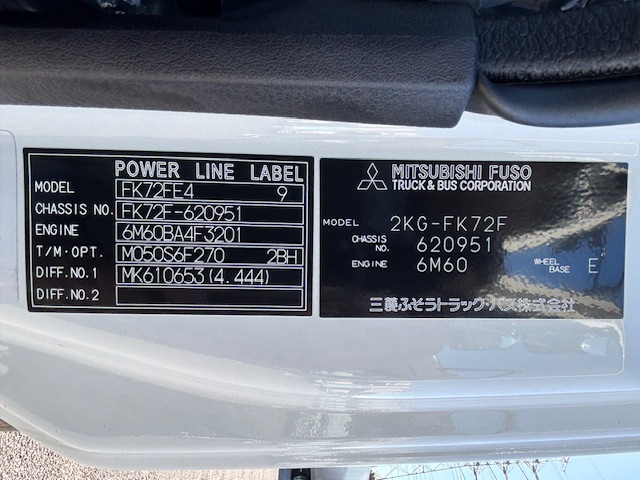 POWER LINE LABEL
MODEL FK72FE4 9
CHASSIS NO. FK72F-620951
ENGINE 6M60BA4F3201
T/M·OPT. M050S6F270 2BH
DIFF.NO.1 MK610653(4.444)
DIFF.NO.2
MITSUBISHI FUSO
TRUCK & BUS CORPORATION
MODEL 2KG-FK72F
CHASSIS NO. 620951
ENGINE 6M60 WHEEL BASE E
三菱ふそうトラック・バス株式会社